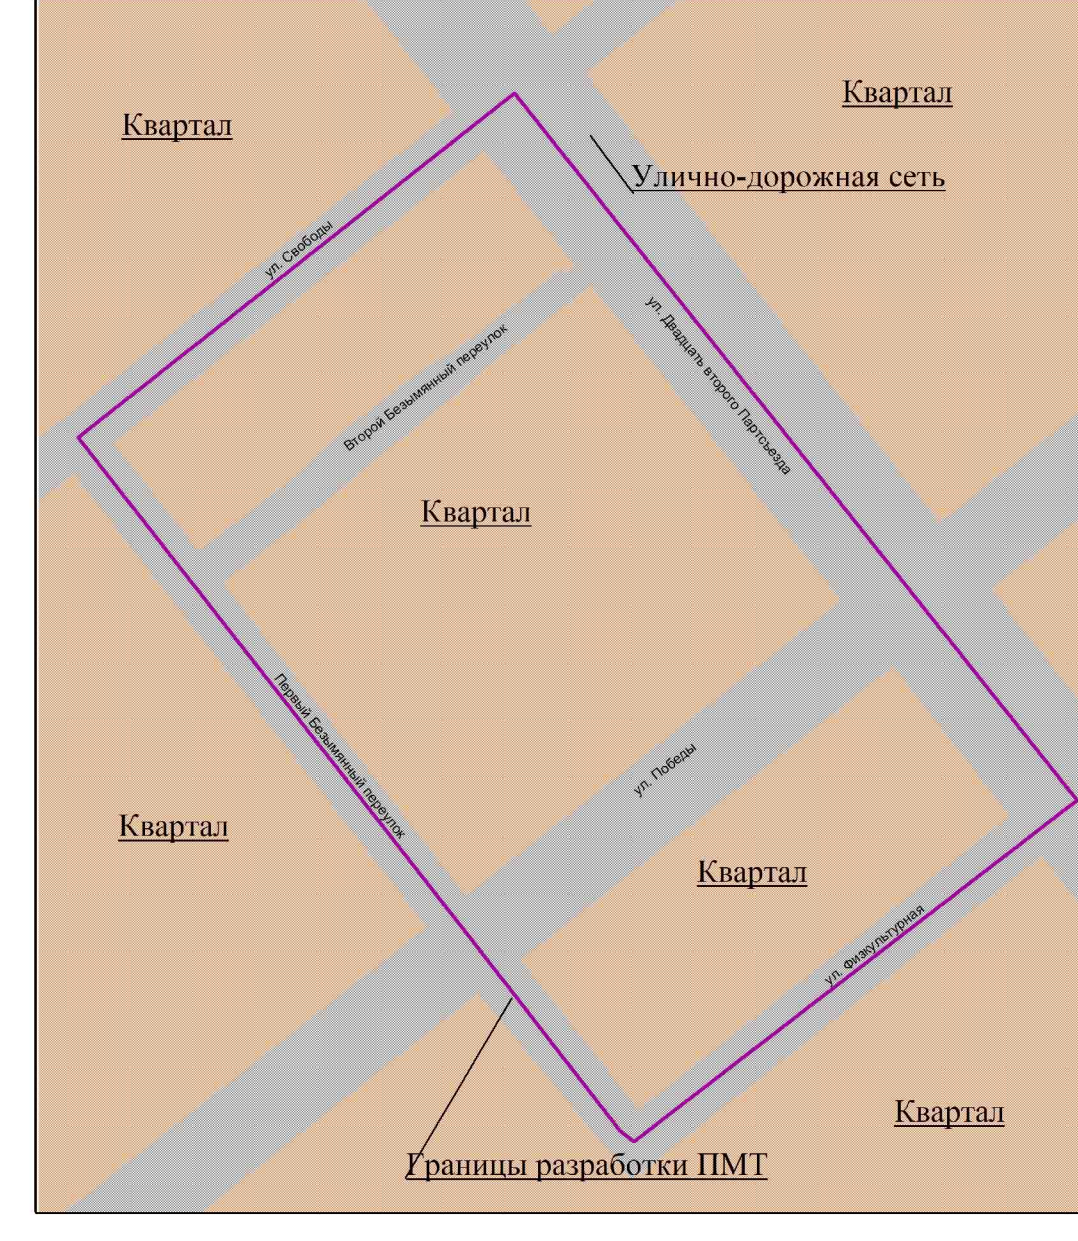 Квартал
Квартал
Улично-дорожная сеть
ул. Свободы
ул. Двадцать второго Партсъезда
Второй Безымянный переулок
Квартал
Первый Безымянный переулок
ул. Победы
Квартал
Квартал
ул. Физкультурная
Квартал
Границы разработки ПМТ